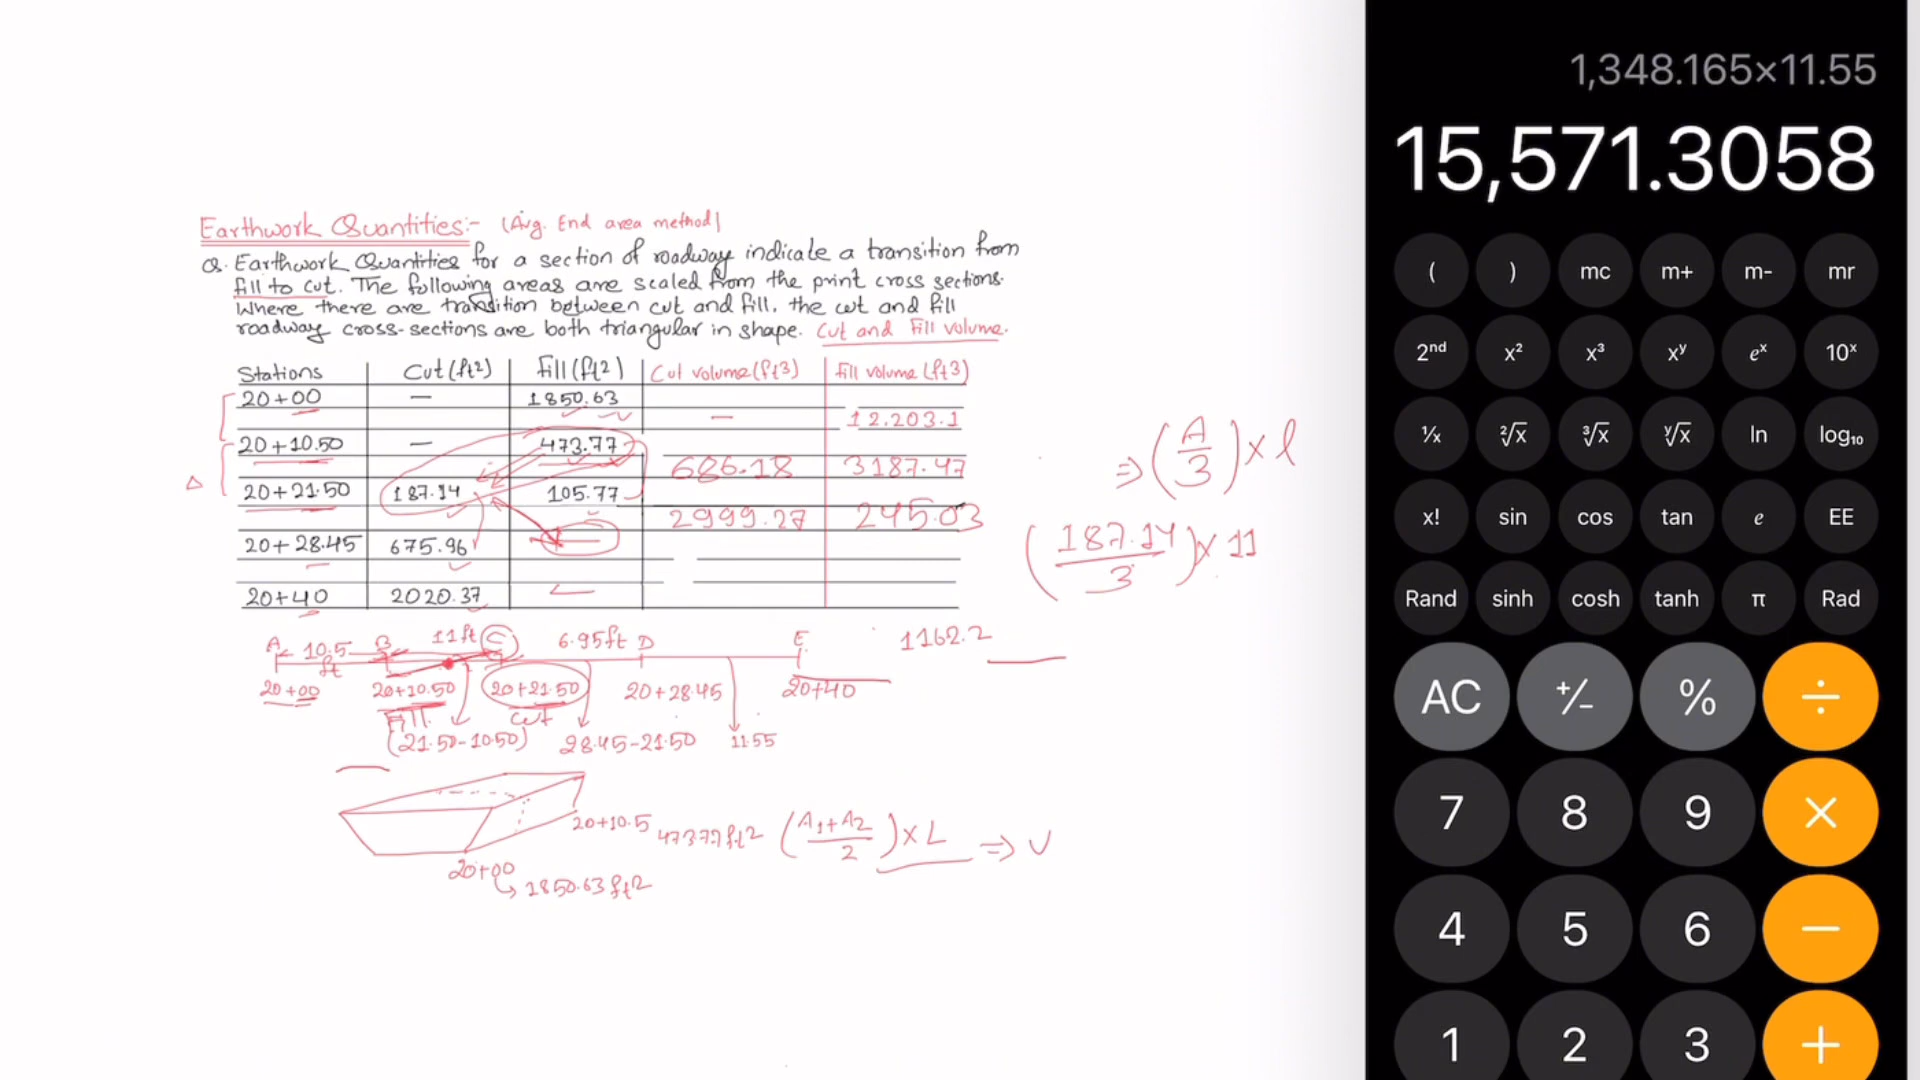 Earthwork Quantities:- (Avg. End area method)
Q. Earthwork Quantities for a section of roadway indicate a transition from
fill to cut. The following areas are scaled from the print cross sections.
Where there are transition between cut and fill, the cut and fill
roadway cross-sections are both triangular in shape. Cut and Fill volume.
Stations Cut(ft2) Fill(ft2) Cut volume(ft3) fill volume(ft3)
20+00 — 1850.63
— 12.203.1
20+10.50 — 473.77
686.18 3187.47
Δ 20+21.50 187.14 105.77
2999.27 245.03
20+28.45 675.96 —
20+40 2020.37 —
⇒ (A/3) x l
(187.14/3) x 11
A 10.5 ft B 11ft C 6.95ft D E 1162.2
20+00 20+10.50 20+21.50 20+28.45 20+40
Fill cut
(21.50-10.50) 28.45-21.50 11.55
20+10.5 473.77ft2 (A1+A2/2) x L ⇒ V
20+00
1850.63ft2
1,348.165×11.55
15,571.3058
( ) mc m+ m- mr
2nd x² x³ xʸ eˣ 10ˣ
¹/x ²√x ³√x ʸ√x ln log₁₀
x! sin cos tan e EE
Rand sinh cosh tanh π Rad
AC +/− % ÷
7 8 9 ×
4 5 6 −
1 2 3 +